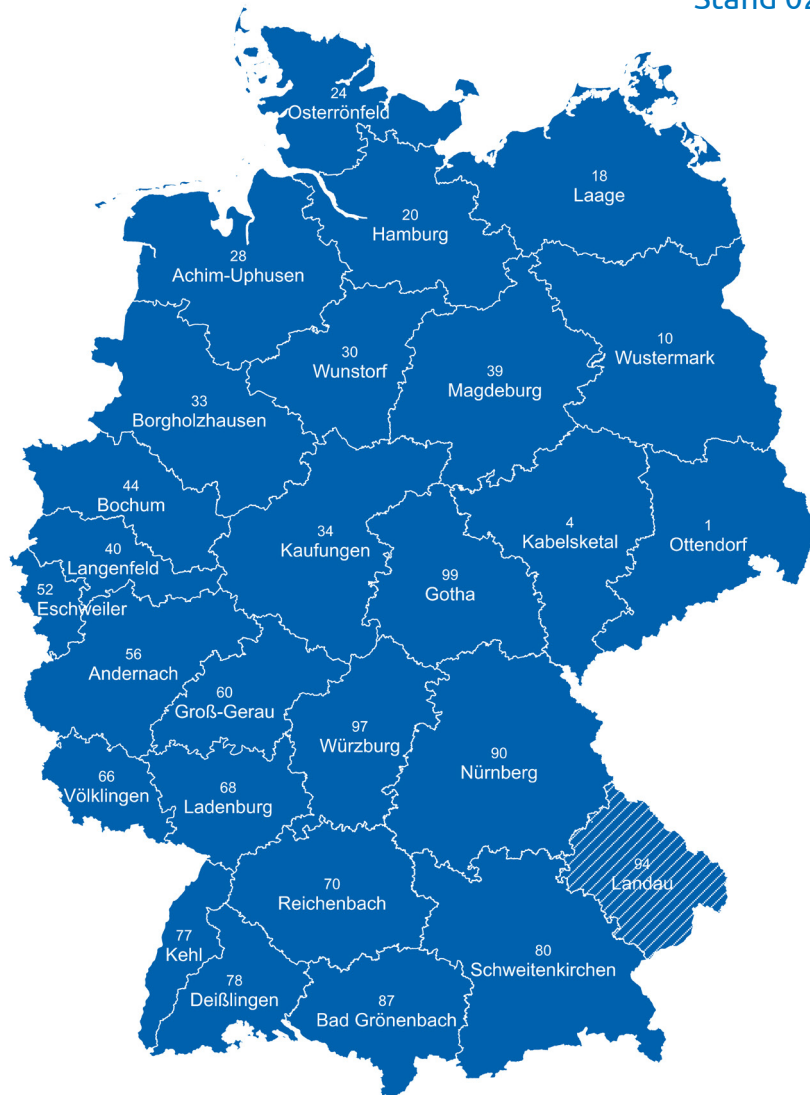 Stand 02
24
Osterrönfeld
18
Laage
20
Hamburg
28
Achim-Uphusen
10
Wustermark
30
Wunstorf
39
Magdeburg
33
Borgholzhausen
44
Bochum
34
Kaufungen
4
Kabelsketal
1
Ottendorf
40
Langenfeld
99
Gotha
52
Eschweiler
56
Andernach
60
Groß-Gerau
97
Würzburg
90
Nürnberg
66
Völklingen
68
Ladenburg
94
Landau
70
Reichenbach
77
Kehl
80
Schweitenkirchen
78
Deißlingen
87
Bad Grönenbach